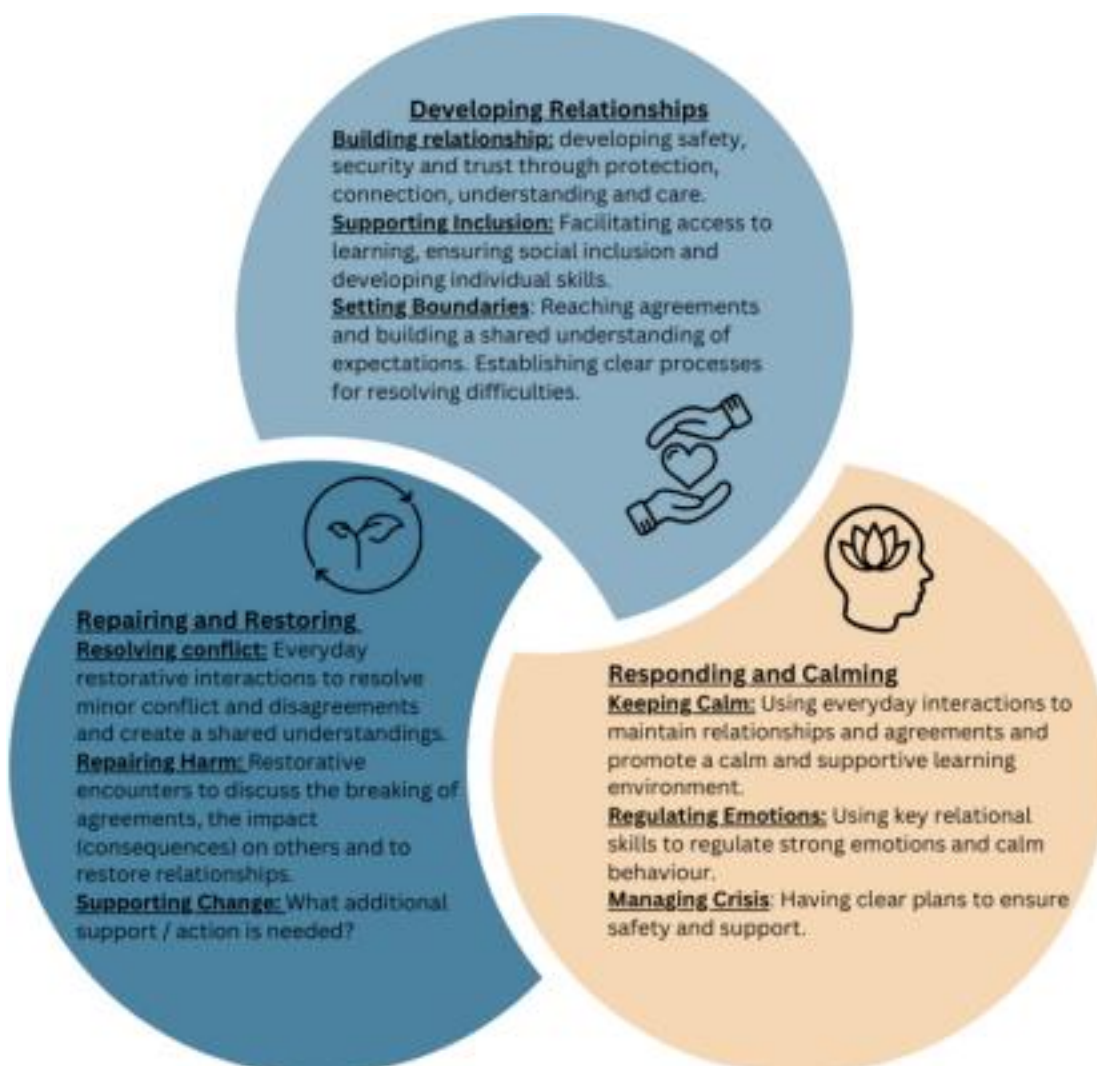 Developing Relationships
Building relationship: developing safety,
security and trust through protection,
connection, understanding and care.
Supporting Inclusion: Facilitating access to
learning, ensuring social inclusion and
developing individual skills.
Setting Boundaries: Reaching agreements
and building a shared understanding of
expectations. Establishing clear processes
for resolving difficulties.
Repairing and Restoring
Resolving conflict: Everyday
restorative interactions to resolve
minor conflict and disagreements
and create a shared understandings.
Repairing Harm: Restorative
encounters to discuss the breaking of
agreements, the impact
(consequences) on others and to
restore relationships.
Supporting Change: What additional
support / action is needed?
Responding and Calming
Keeping Calm: Using everyday interactions to
maintain relationships and agreements and
promote a calm and supportive learning
environment.
Regulating Emotions: Using key relational
skills to regulate strong emotions and calm
behaviour.
Managing Crisis: Having clear plans to ensure
safety and support.